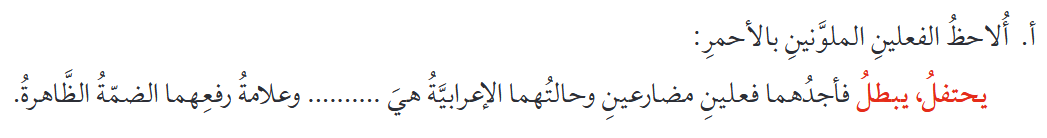 أ. أُلاحظُ الفعلينِ الملوَّنينِ بالأحمرِ:
يحتفلُ، يبطلُ فأجدُهما فعلينِ مضارعينِ وحالتُهما الإعرابيَّةُ هيَ .......... وعلامةُ رفعِهما الضمّةُ الظَّاهرةُ.